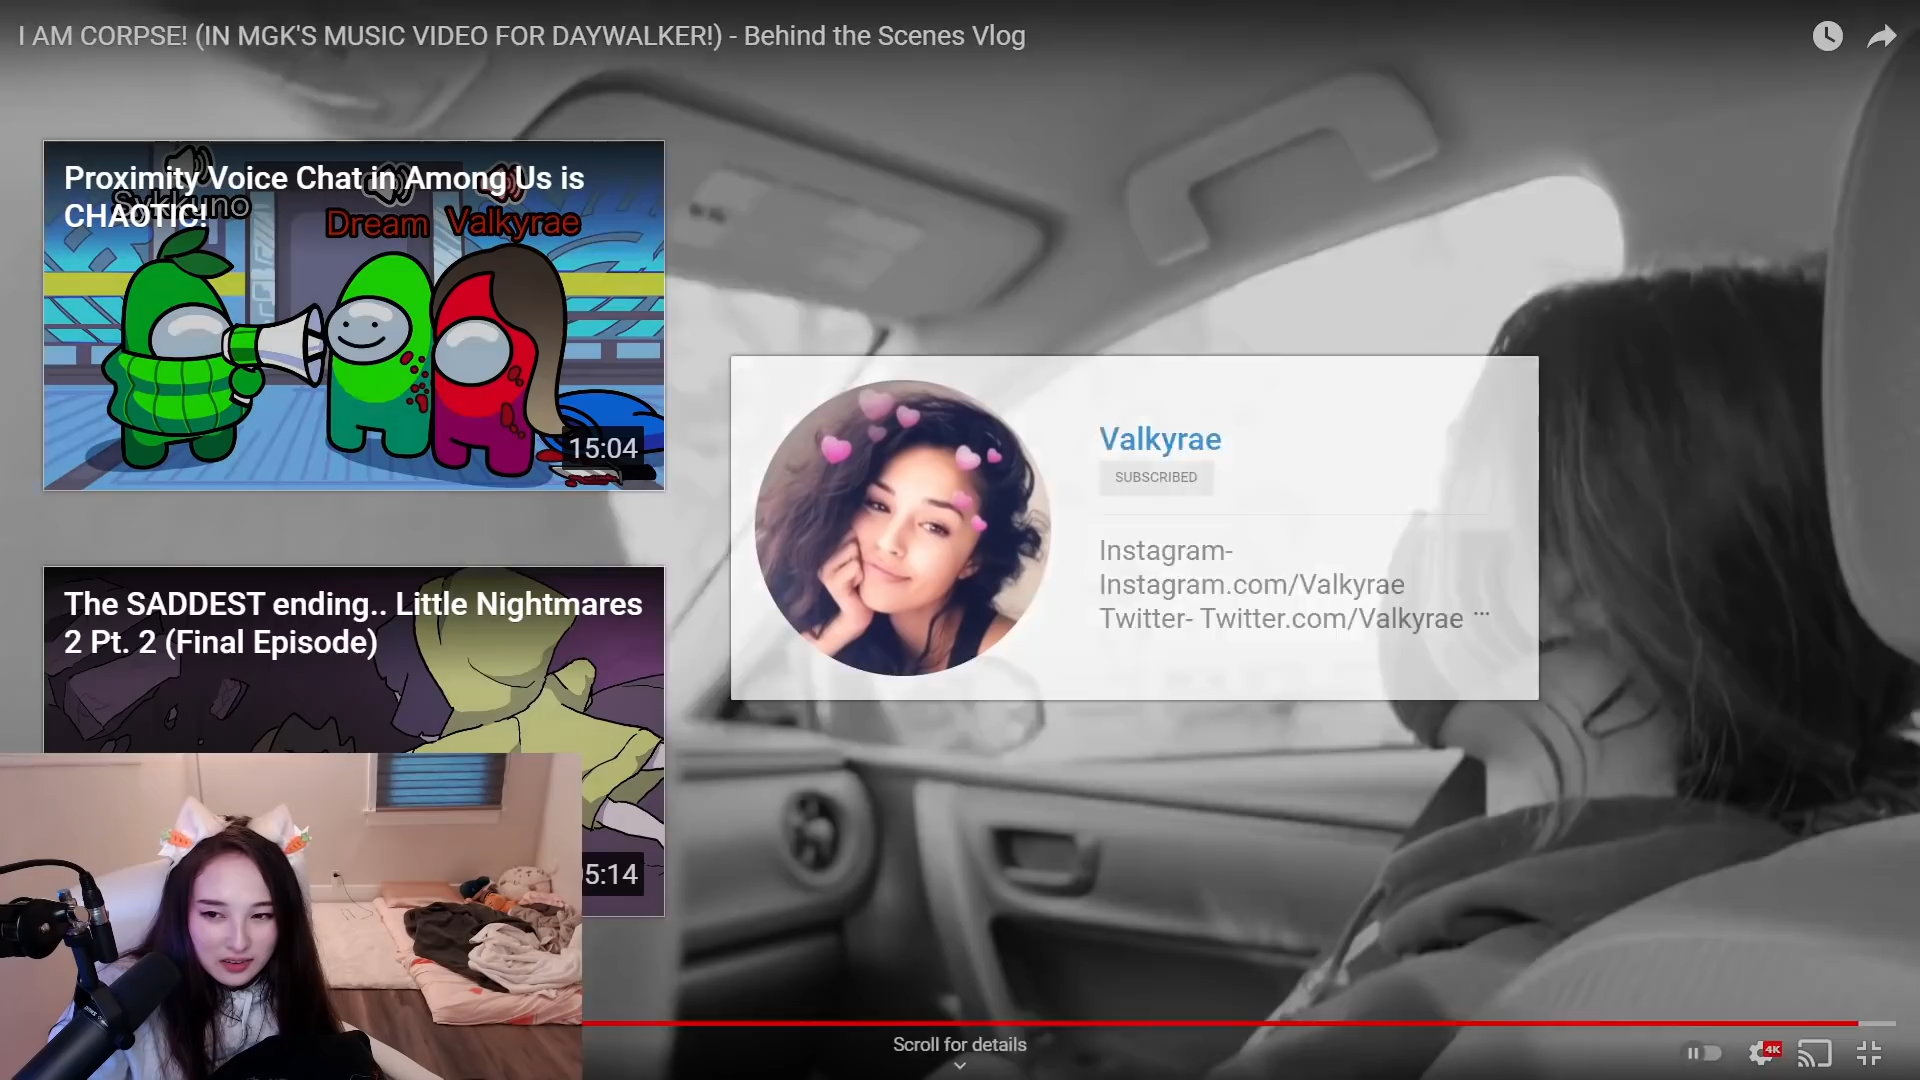 I AM CORPSE! (IN MGK'S MUSIC VIDEO FOR DAYWALKER!) - Behind the Scenes Vlog
Proximity Voice Chat in Among Us is
CHAOTIC!
Sykkuno
Dream
Valkyrae
15:04
Valkyrae
SUBSCRIBED
Instagram-
Instagram.com/Valkyrae
Twitter- Twitter.com/Valkyrae ...
The SADDEST ending.. Little Nightmares
2 Pt. 2 (Final Episode)
5:14
Scroll for details
4K